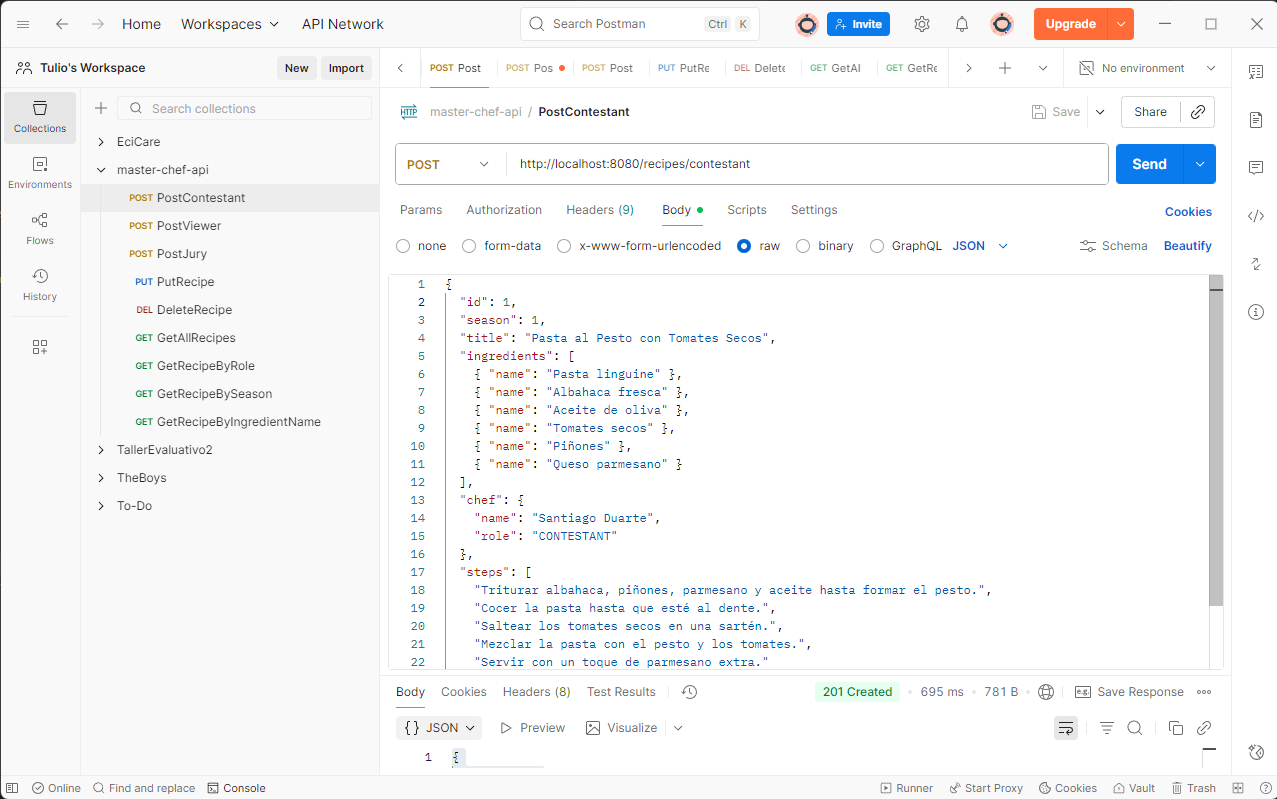 Home Workspaces API Network Search Postman Ctrl K Invite Upgrade
Tulio's Workspace New Import
POST Post POST Pos POST Post PUT PutRe DEL Delete GET GetAl GET GetRe No environment
Collections
Environments
Flows
History
Search collections
EciCare
master-chef-api
POST PostContestant
POST PostViewer
POST PostJury
PUT PutRecipe
DEL DeleteRecipe
GET GetAllRecipes
GET GetRecipeByRole
GET GetRecipeBySeason
GET GetRecipeByIngredientName
TallerEvaluativo2
TheBoys
To-Do
HTTP master-chef-api / PostContestant Save Share
POST http://localhost:8080/recipes/contestant Send
Params Authorization Headers (9) Body Scripts Settings Cookies
none form-data x-www-form-urlencoded raw binary GraphQL JSON Schema Beautify
1 {
2 "id": 1,
3 "season": 1,
4 "title": "Pasta al Pesto con Tomates Secos",
5 "ingredients": [
6 { "name": "Pasta linguine" },
7 { "name": "Albahaca fresca" },
8 { "name": "Aceite de oliva" },
9 { "name": "Tomates secos" },
10 { "name": "Piñones" },
11 { "name": "Queso parmesano" }
12 ],
13 "chef": {
14 "name": "Santiago Duarte",
15 "role": "CONTESTANT"
16 },
17 "steps": [
18 "Triturar albahaca, piñones, parmesano y aceite hasta formar el pesto.",
19 "Cocer la pasta hasta que esté al dente.",
20 "Saltear los tomates secos en una sartén.",
21 "Mezclar la pasta con el pesto y los tomates.",
22 "Servir con un toque de parmesano extra."
Body Cookies Headers (8) Test Results 201 Created • 695 ms • 781 B • e.g. Save Response
{} JSON Preview Visualize
1 {
Online Find and replace Console Runner Start Proxy Cookies Vault Trash